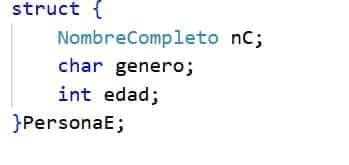 struct {
    NombreCompleto nC;
    char genero;
    int edad;
}PersonaE;